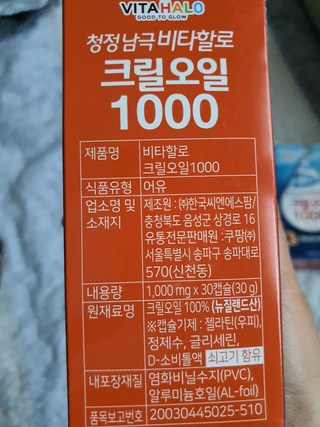 VITAHALO
GOOD TO GLOW
청정 남극 비타할로
크릴오일
1000
제품명 비타할로
크릴오일1000
식품유형 어유
업소명 및 소재지 제조원 : ㈜한국씨엔에스팜/
충청북도 음성군 상경로 16
유통전문판매원 : 쿠팡㈜/
서울특별시 송파구 송파대로
570(신천동)
내용량 1,000 mg x 30캡슐(30 g)
원재료명 크릴오일 100% (뉴질랜드산)
※캡슐기제 : 젤라틴(우피),
정제수, 글리세린,
D-소비톨액 쇠고기 함유
내포장재질 염화비닐수지(PVC),
알루미늄호일(AL-foil)
품목보고번호 20030445025-510